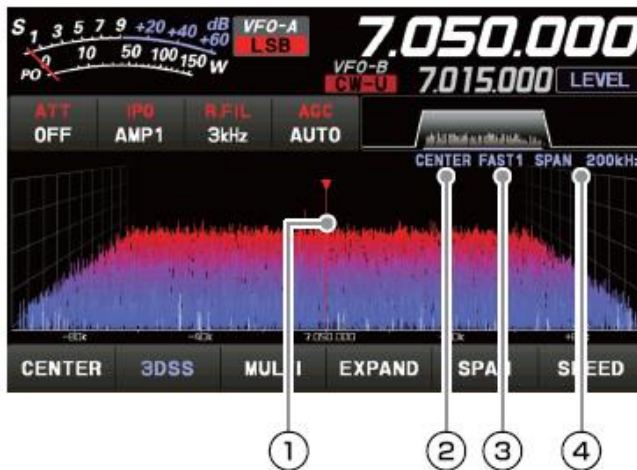 S 1 3 5 7 9 +20 +40 +60 dB
PO 0 10 50 100 150 W
VFO-A
LSB
7.050.000
VFO-B
CW-U
7.015.000
LEVEL
ATT
OFF
IPO
AMP1
R.FIL
3kHz
AGC
AUTO
CENTER FAST1 SPAN 200kHz
-80k -40k 7.050.000
CENTER 3DSS EXPAND SPEED
1 2 3 4